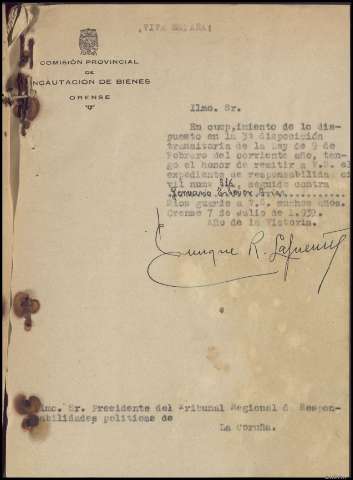 ¡VIVA ESPAÑA!
COMISIÓN PROVINCIAL
DE
INCAUTACIÓN DE BIENES
ORENSE
Ilmo. Sr.
En cumplimiento de lo dis-
puesto en la 3ª disposición
transitoria de la Ley de 9 de
Febrero del corriente año, ten-
go el honor de remitir a V.S. el
expediente de responsabilidad ci
vil num. seguido contra
Dios guarde a V.S. muchos años.
Orense 7 de Julio de 1.939.
Año de la Victoria.
Enrique R. Lafuente
Ilmo. Sr. Presidente del Tribunal Regional de Respon-
sabilidades politicas de
La Coruña.